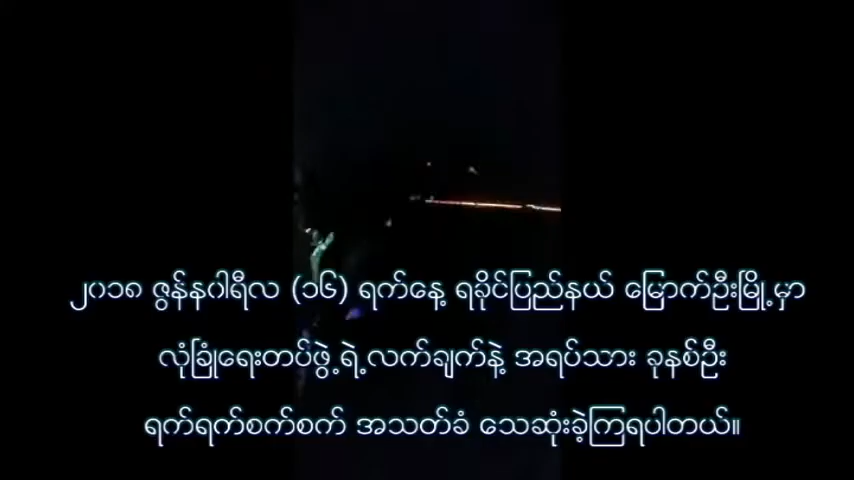 ၂၀၁၈ ဇွန်နဝါရီလ (၁၆) ရက်နေ့ ရခိုင်ပြည်နယ် မြောက်ဦးမြို့မှာ
လုံခြုံရေးတပ်ဖွဲ့ရဲ့လက်ချက်နဲ့ အရပ်သား ခုနစ်ဦး
ရက်ရက်စက်စက် အသတ်ခံ သေဆုံးခဲ့ကြရပါတယ်။